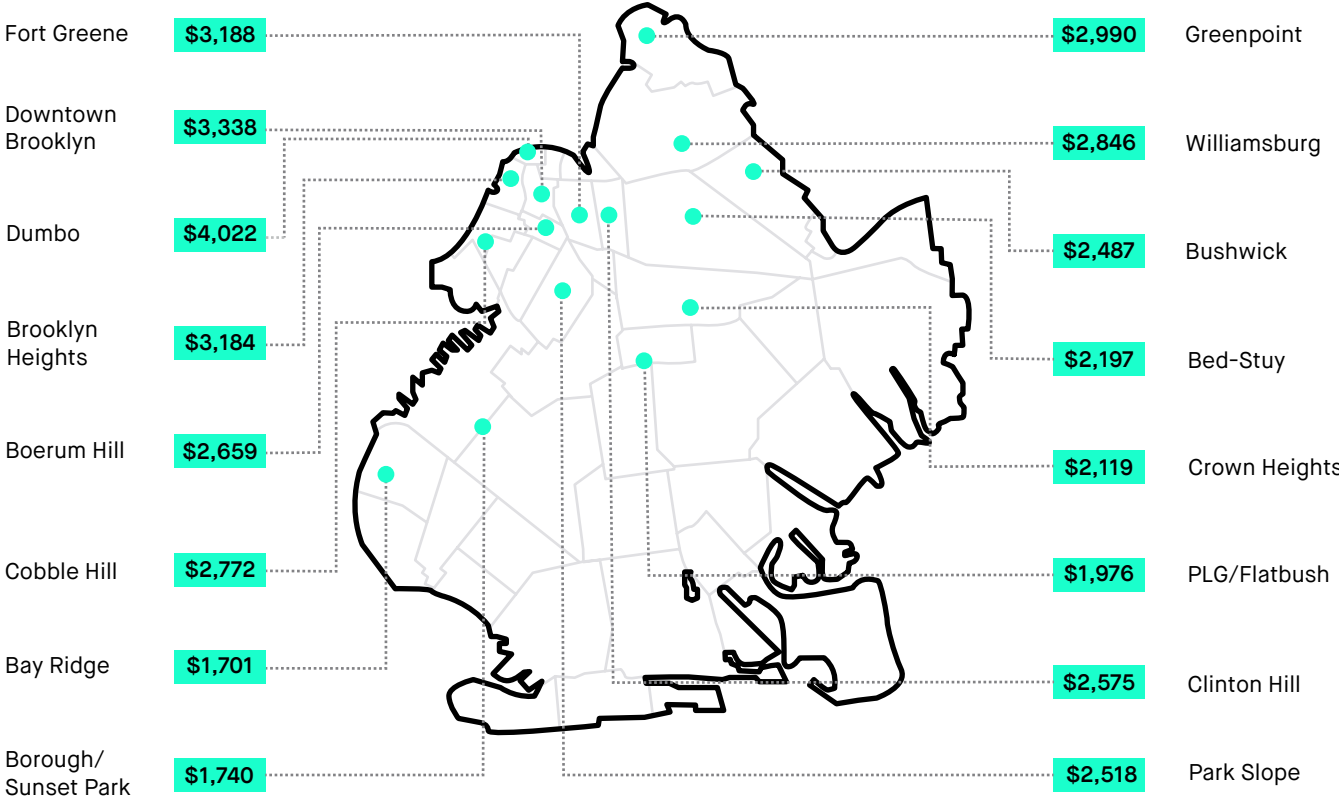 Fort Greene $3,188
Downtown
Brooklyn $3,338
Dumbo $4,022
Brooklyn
Heights $3,184
Boerum Hill $2,659
Cobble Hill $2,772
Bay Ridge $1,701
Borough/
Sunset Park $1,740
$2,990 Greenpoint
$2,846 Williamsburg
$2,487 Bushwick
$2,197 Bed-Stuy
$2,119 Crown Heights
$1,976 PLG/Flatbush
$2,575 Clinton Hill
$2,518 Park Slope